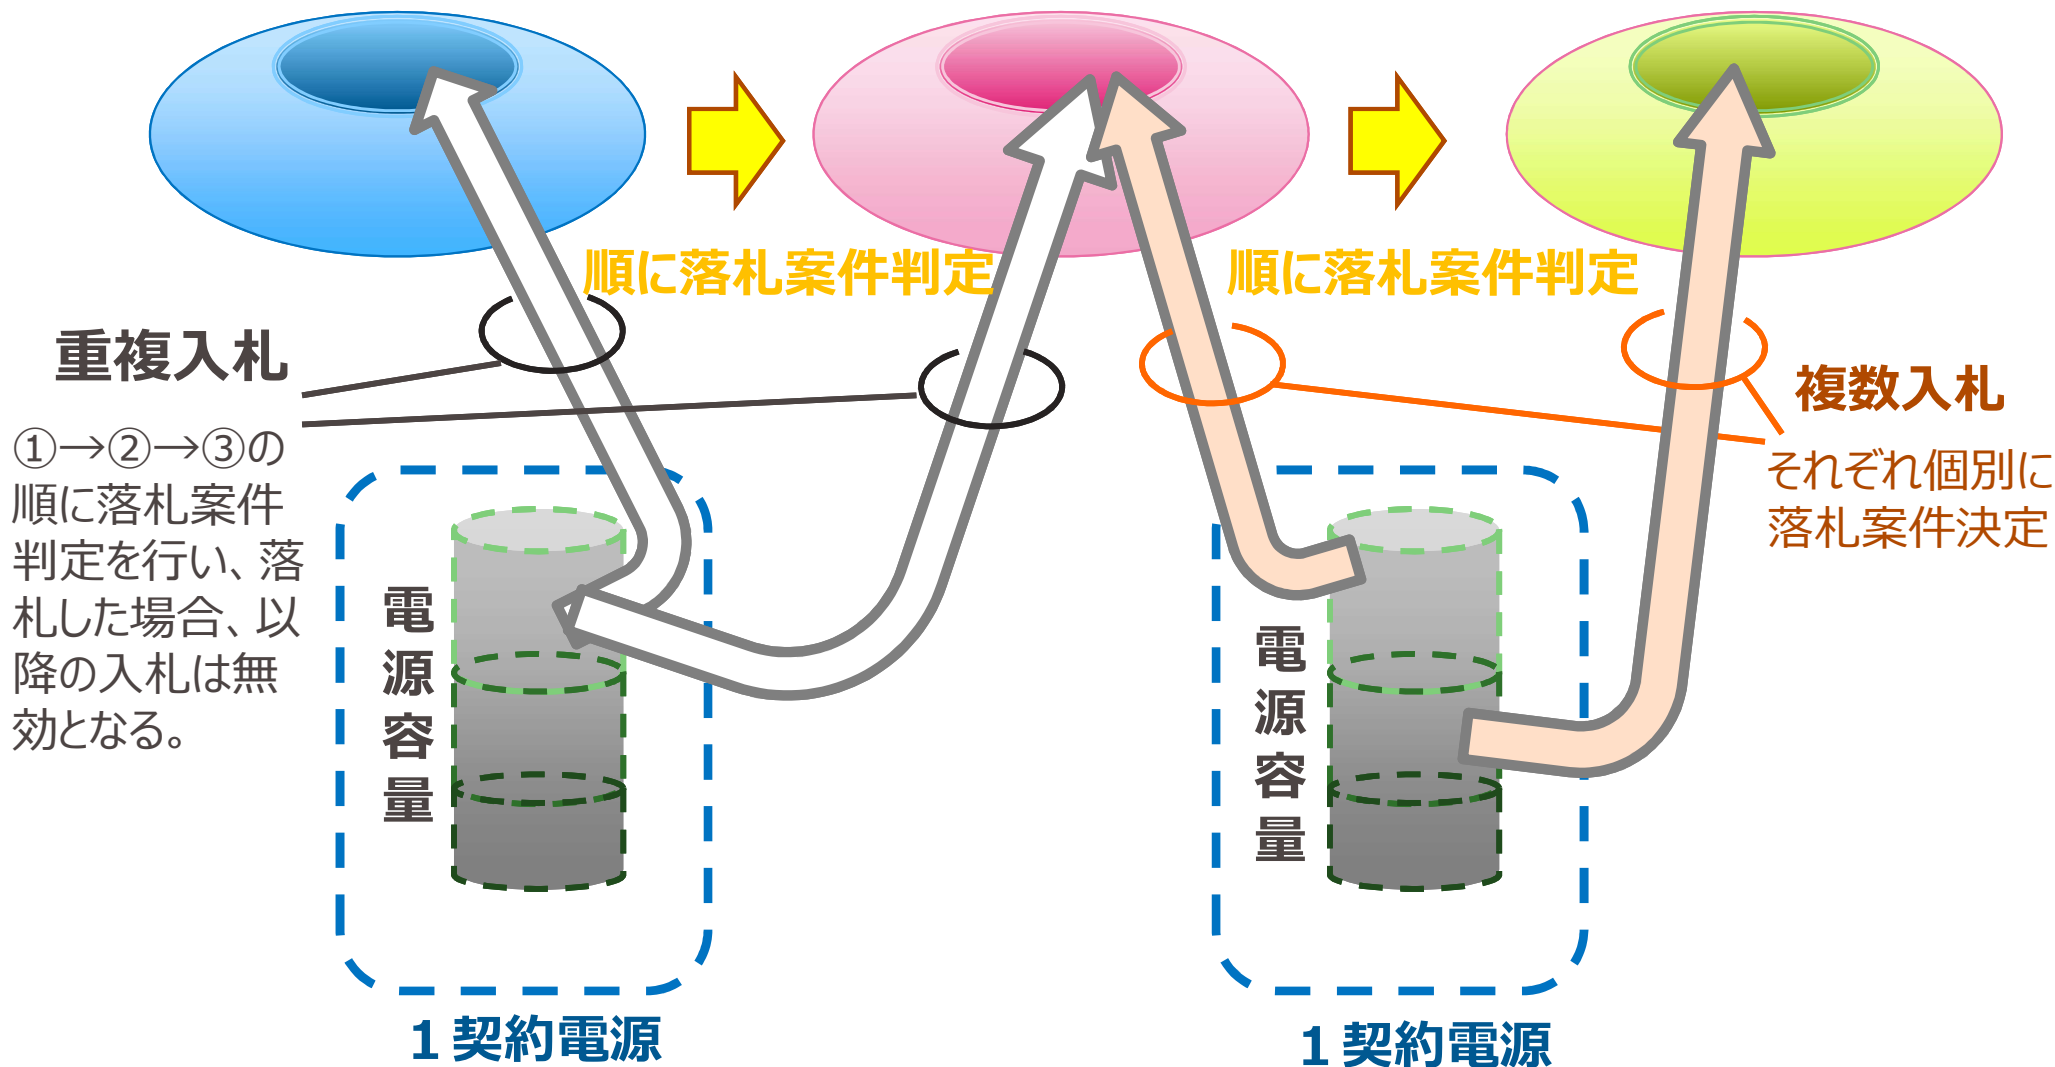 順に落札案件判定
順に落札案件判定
重複入札
①→②→③の
順に落札案件
判定を行い、落
札した場合、以
降の入札は無
効となる。
複数入札
それぞれ個別に
落札案件決定
電源容量
電源容量
１契約電源
１契約電源